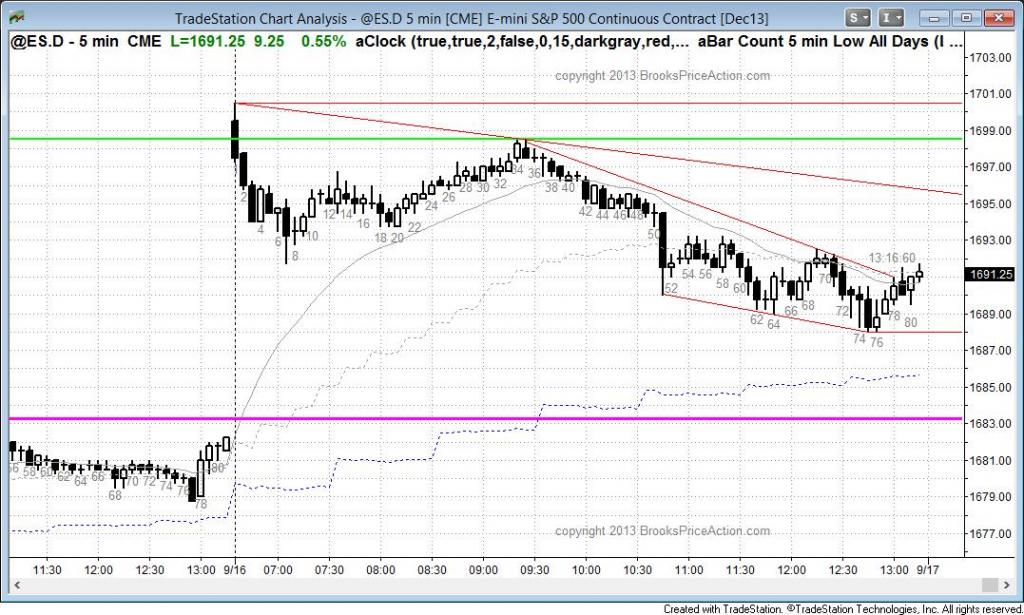 TradeStation Chart Analysis - @ES.D 5 min [CME] E-mini S&P 500 Continuous Contract [Dec13]
S
I
@ES.D - 5 min CME L=1691.25 9.25 0.55% aClock (true,true,2,false,0,15,darkgray,red,... aBar Count 5 min Low All Days (I ...
1703.00
copyright 2013 BrooksPriceAction.com
1701.00
1699.00
34 36
1697.00
2 26 28 30 32 38 40
12 14 24 42 44 46 48
1695.00
4 16 22
6 10 18 20 50
1693.00
8 13:16:60
54 56 70
1691.25
52 58 60
66 68 72 78
1689.00
62 64 80
74 76
1687.00
1685.00
1683.00
1681.00
56 58 60 62 64 66 70 72 74 76 80
68 78
1679.00
copyright 2013 BrooksPriceAction.com
1677.00
11:30 12:00 12:30 13:00 9/16 07:00 07:30 08:00 08:30 09:00 09:30 10:00 10:30 11:00 11:30 12:00 12:30 13:00 9/17
Created with TradeStation. ©TradeStation Technologies, Inc. All rights reserved.